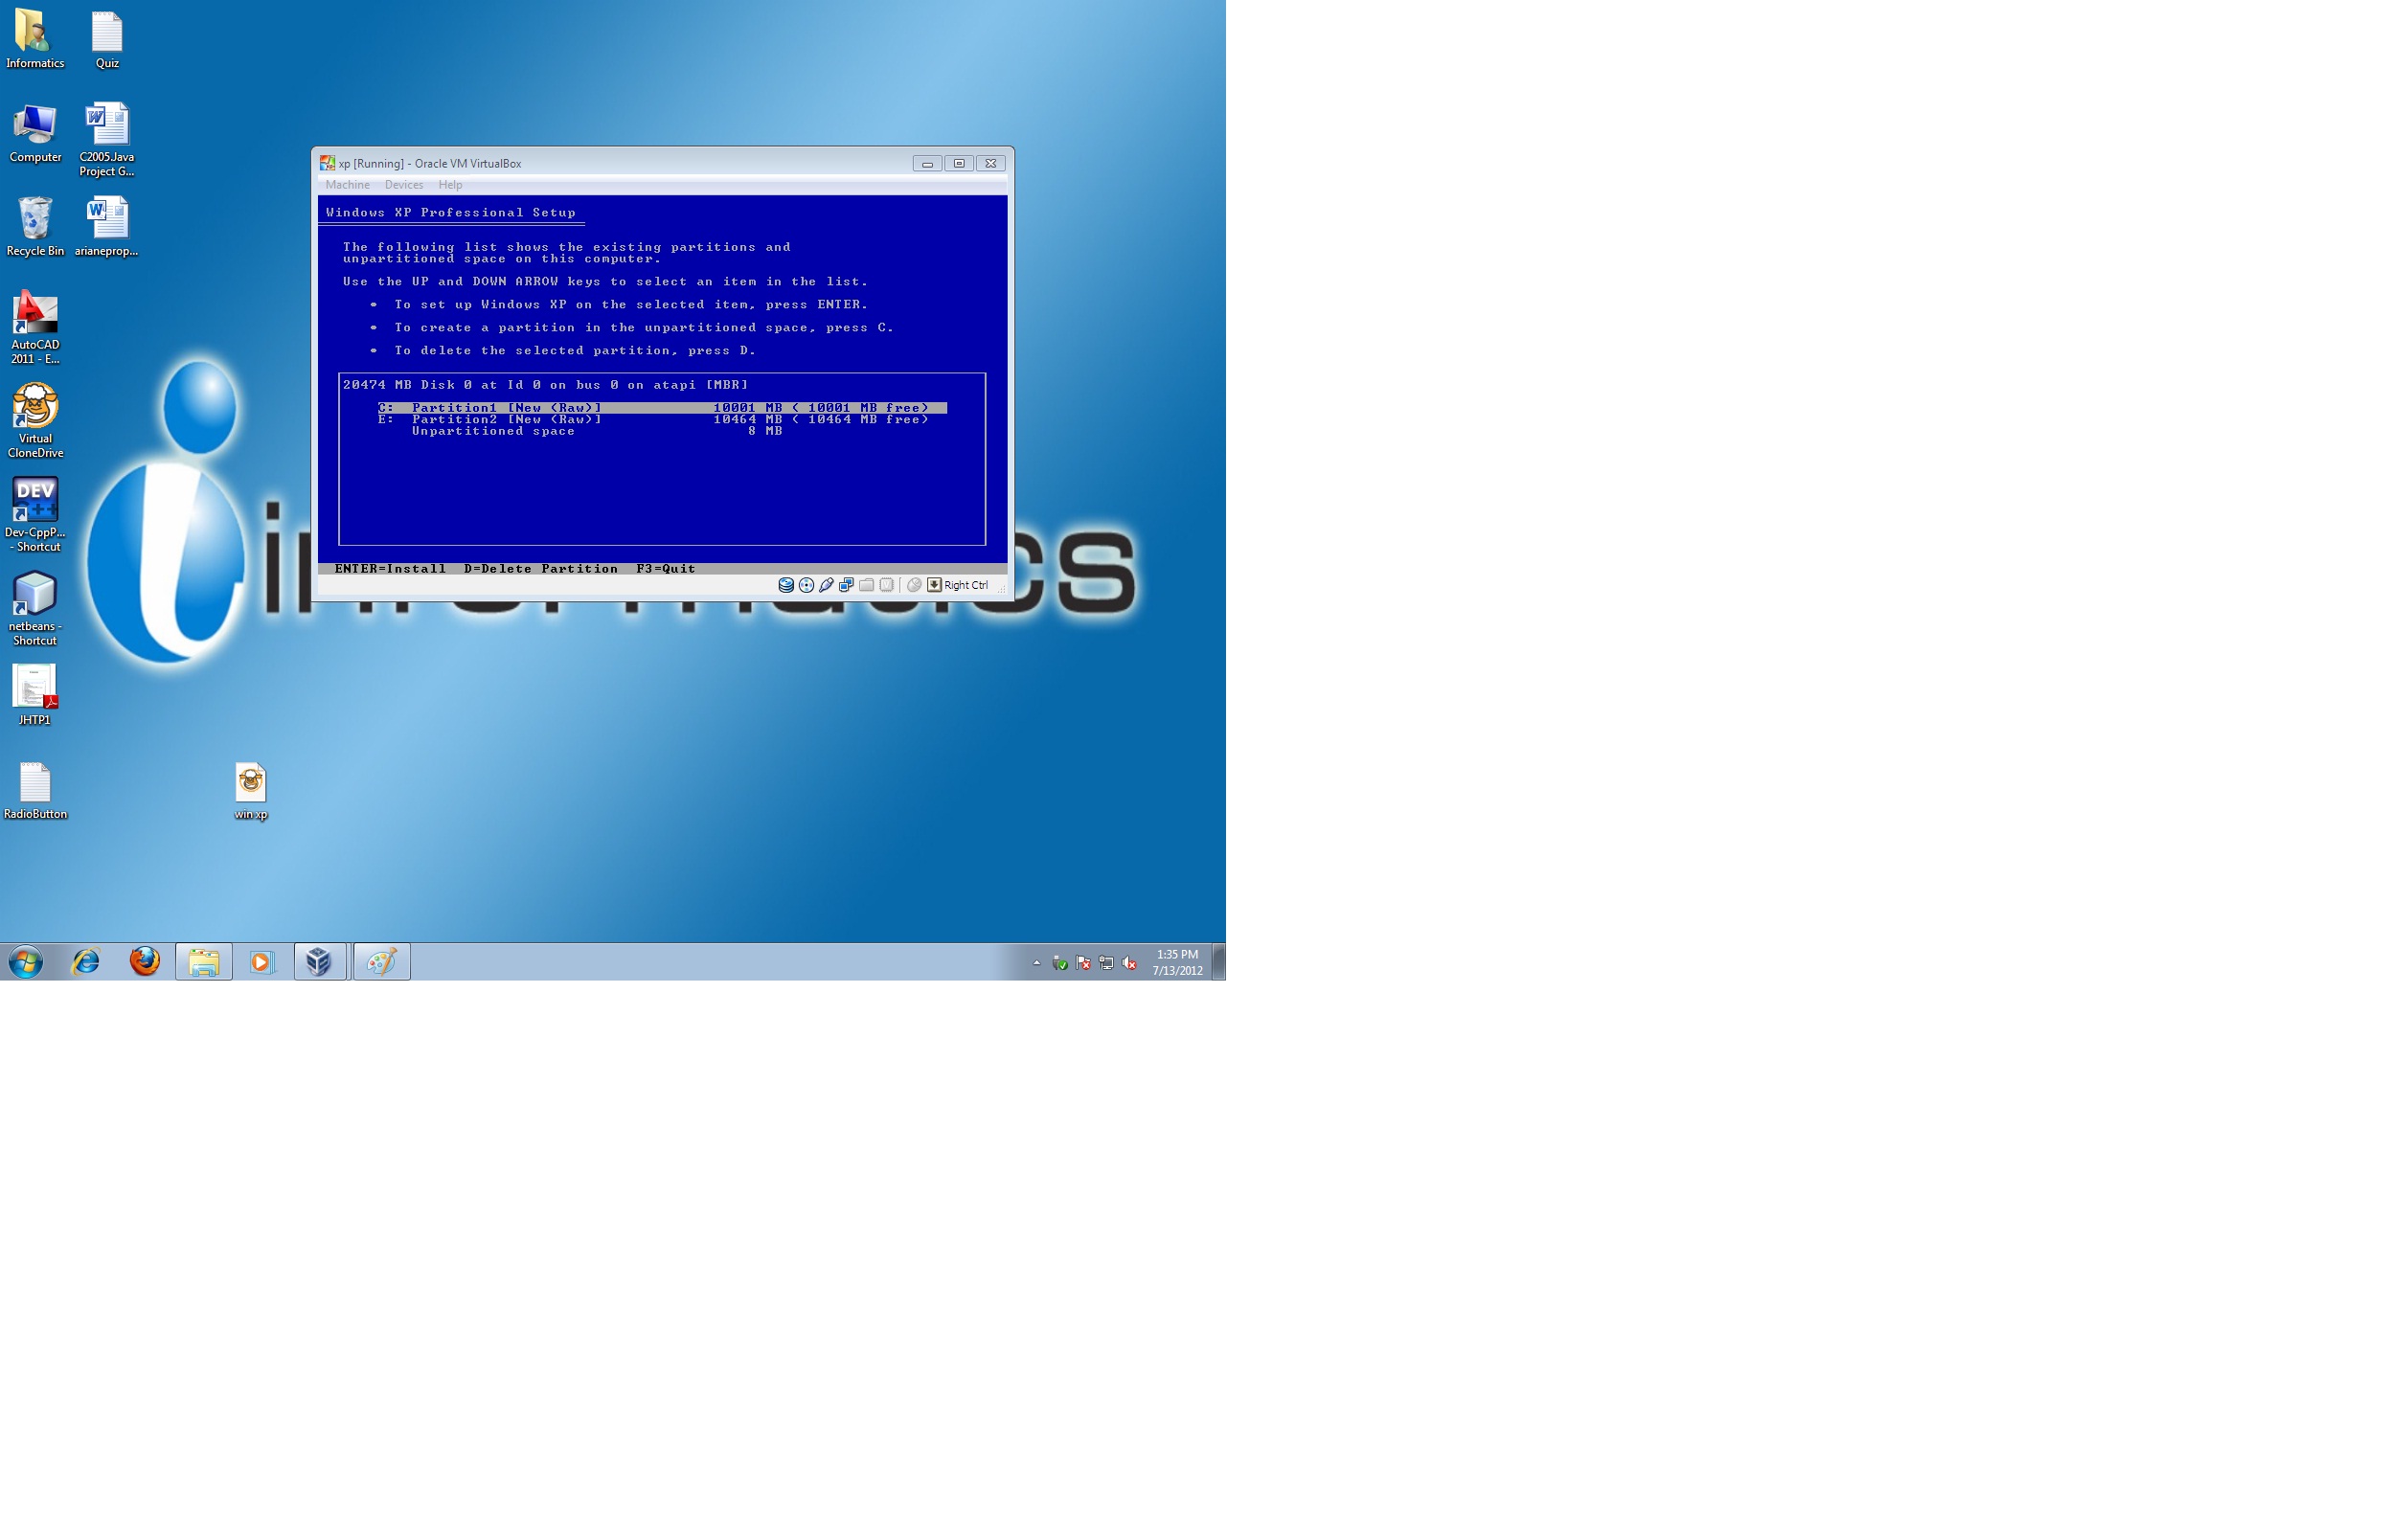 Informatics
Quiz
Computer
C2005.Java
Project G...
Recycle Bin
arianeprop...
AutoCAD
2011 - E...
Virtual
CloneDrive
DEV
C++
Dev-CppP...
- Shortcut
netbeans -
Shortcut
JHTP1
RadioButton
win xp
xp [Running] - Oracle VM VirtualBox
Machine Devices Help
Windows XP Professional Setup
The following list shows the existing partitions and
unpartitioned space on this computer.
Use the UP and DOWN ARROW keys to select an item in the list.
• To set up Windows XP on the selected item, press ENTER.
• To create a partition in the unpartitioned space, press C.
• To delete the selected partition, press D.
20474 MB Disk 0 at Id 0 on bus 0 on atapi [MBR]
C: Partition1 [New (Raw)] 10001 MB ( 10001 MB free)
E: Partition2 [New (Raw)] 10464 MB ( 10464 MB free)
Unpartitioned space 8 MB
ENTER=Install D=Delete Partition F3=Quit
Right Ctrl
1:35 PM
7/13/2012